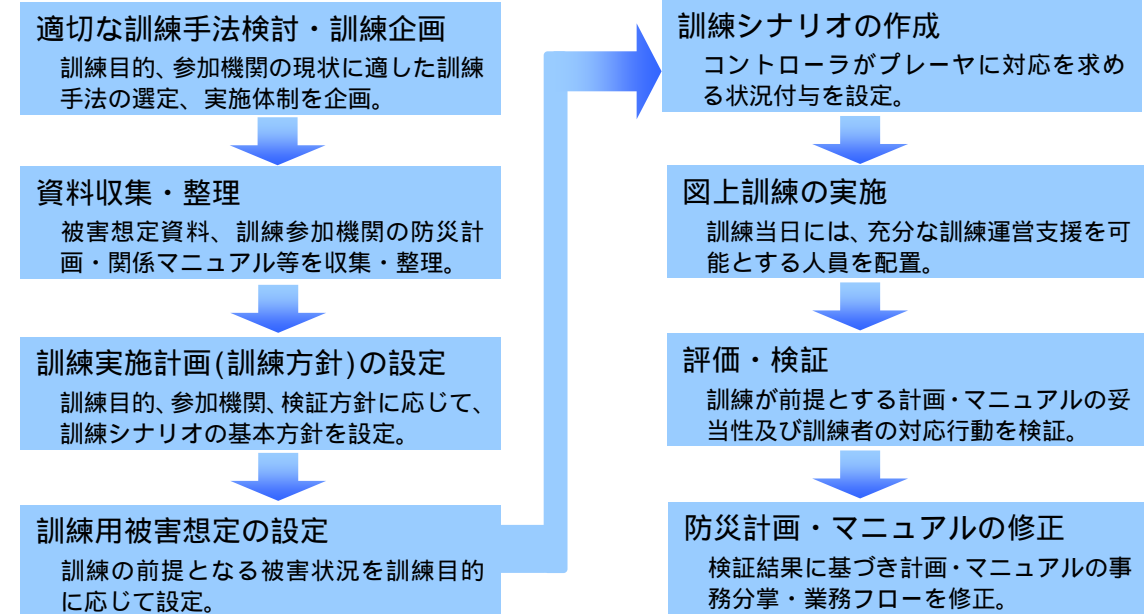 適切な訓練手法検討・訓練企画
訓練目的、参加機関の現状に適した訓練
手法の選定、実施体制を企画。
資料収集・整理
被害想定資料、訓練参加機関の防災計
画・関係マニュアル等を収集・整理。
訓練実施計画(訓練方針)の設定
訓練目的、参加機関、検証方針に応じて、
訓練シナリオの基本方針を設定。
訓練用被害想定の設定
訓練の前提となる被害状況を訓練目的
に応じて設定。
訓練シナリオの作成
コントローラがプレーヤに対応を求め
る状況付与を設定。
図上訓練の実施
訓練当日には、充分な訓練運営支援を可
能とする人員を配置。
評価・検証
訓練が前提とする計画・マニュアルの妥
当性及び訓練者の対応行動を検証。
防災計画・マニュアルの修正
検証結果に基づき計画・マニュアルの事
務分掌・業務フローを修正。